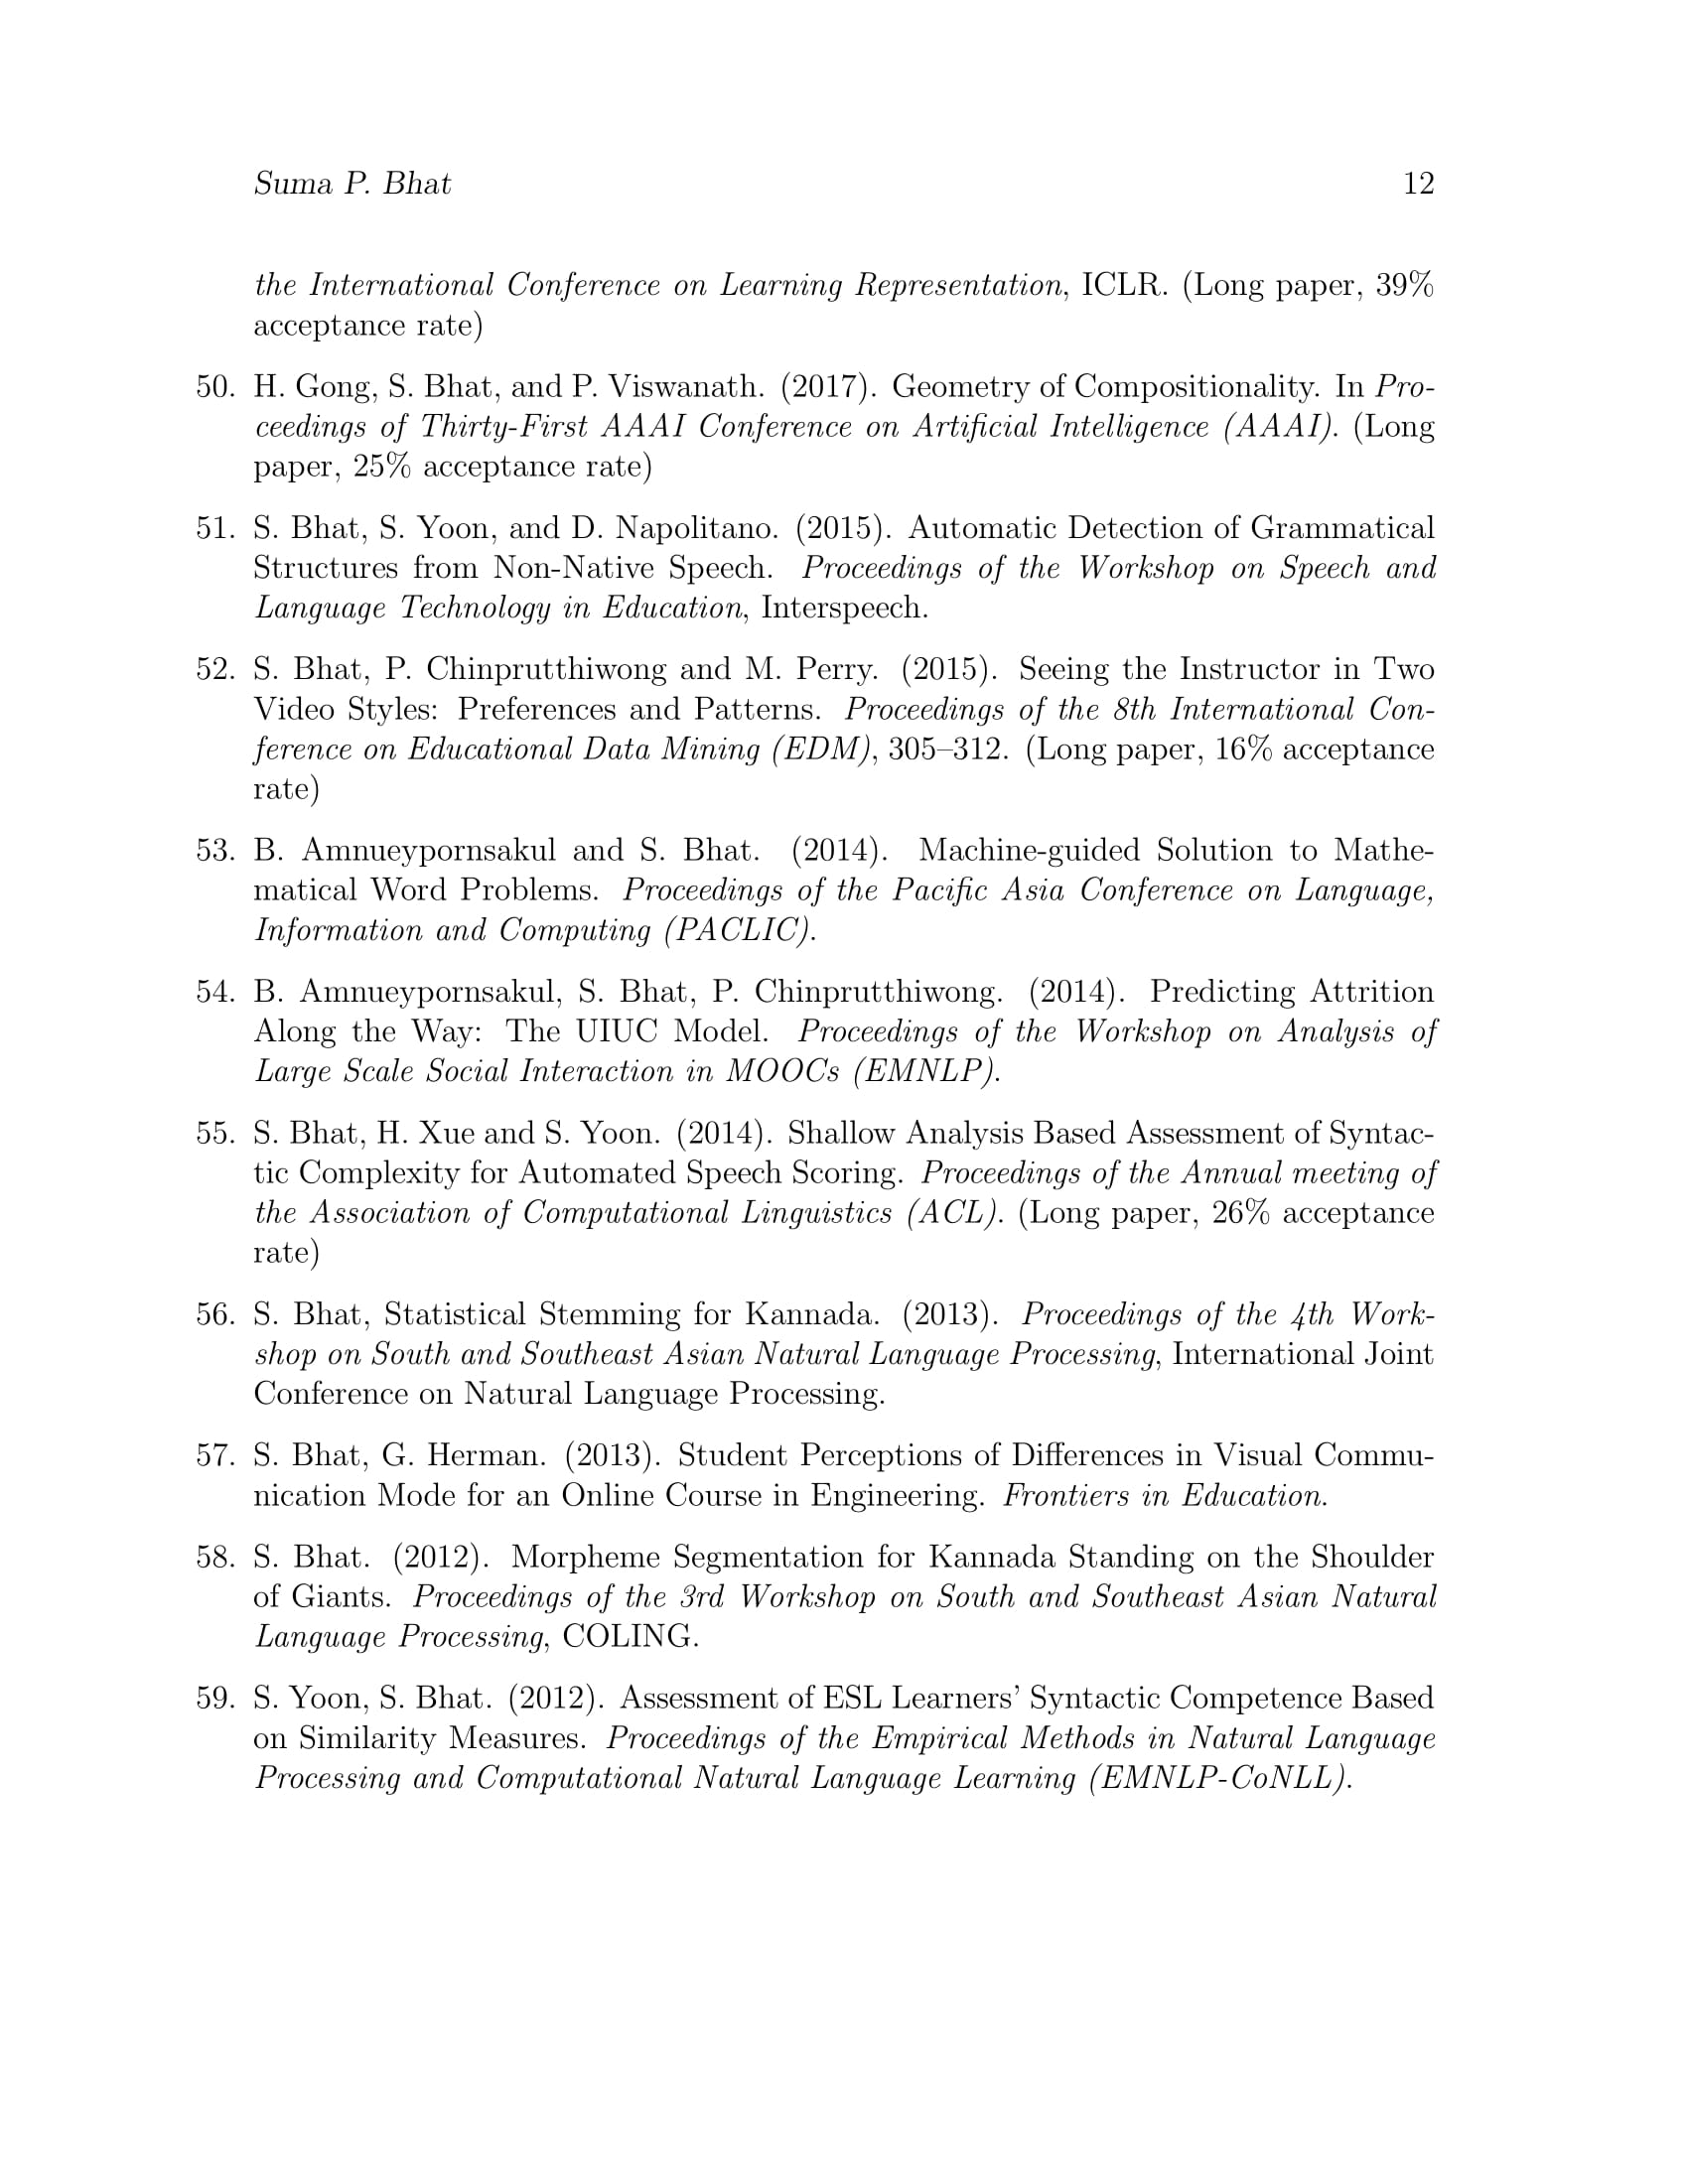 Suma P. Bhat 12
the International Conference on Learning Representation, ICLR. (Long paper, 39%
acceptance rate)
50. H. Gong, S. Bhat, and P. Viswanath. (2017). Geometry of Compositionality. In Pro-
ceedings of Thirty-First AAAI Conference on Artificial Intelligence (AAAI). (Long
paper, 25% acceptance rate)
51. S. Bhat, S. Yoon, and D. Napolitano. (2015). Automatic Detection of Grammatical
Structures from Non-Native Speech. Proceedings of the Workshop on Speech and
Language Technology in Education, Interspeech.
52. S. Bhat, P. Chinprutthiwong and M. Perry. (2015). Seeing the Instructor in Two
Video Styles: Preferences and Patterns. Proceedings of the 8th International Con-
ference on Educational Data Mining (EDM), 305–312. (Long paper, 16% acceptance
rate)
53. B. Amnueypornsakul and S. Bhat. (2014). Machine-guided Solution to Mathe-
matical Word Problems. Proceedings of the Pacific Asia Conference on Language,
Information and Computing (PACLIC).
54. B. Amnueypornsakul, S. Bhat, P. Chinprutthiwong. (2014). Predicting Attrition
Along the Way: The UIUC Model. Proceedings of the Workshop on Analysis of
Large Scale Social Interaction in MOOCs (EMNLP).
55. S. Bhat, H. Xue and S. Yoon. (2014). Shallow Analysis Based Assessment of Syntac-
tic Complexity for Automated Speech Scoring. Proceedings of the Annual meeting of
the Association of Computational Linguistics (ACL). (Long paper, 26% acceptance
rate)
56. S. Bhat, Statistical Stemming for Kannada. (2013). Proceedings of the 4th Work-
shop on South and Southeast Asian Natural Language Processing, International Joint
Conference on Natural Language Processing.
57. S. Bhat, G. Herman. (2013). Student Perceptions of Differences in Visual Commu-
nication Mode for an Online Course in Engineering. Frontiers in Education.
58. S. Bhat. (2012). Morpheme Segmentation for Kannada Standing on the Shoulder
of Giants. Proceedings of the 3rd Workshop on South and Southeast Asian Natural
Language Processing, COLING.
59. S. Yoon, S. Bhat. (2012). Assessment of ESL Learners’ Syntactic Competence Based
on Similarity Measures. Proceedings of the Empirical Methods in Natural Language
Processing and Computational Natural Language Learning (EMNLP-CoNLL).